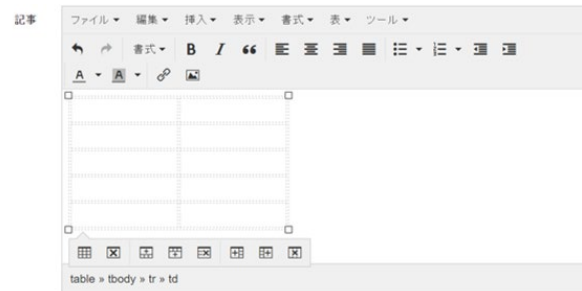 記事
ファイル 編集 挿入 表示 書式 表 ツール
書式 B I
A A
table » tbody » tr » td